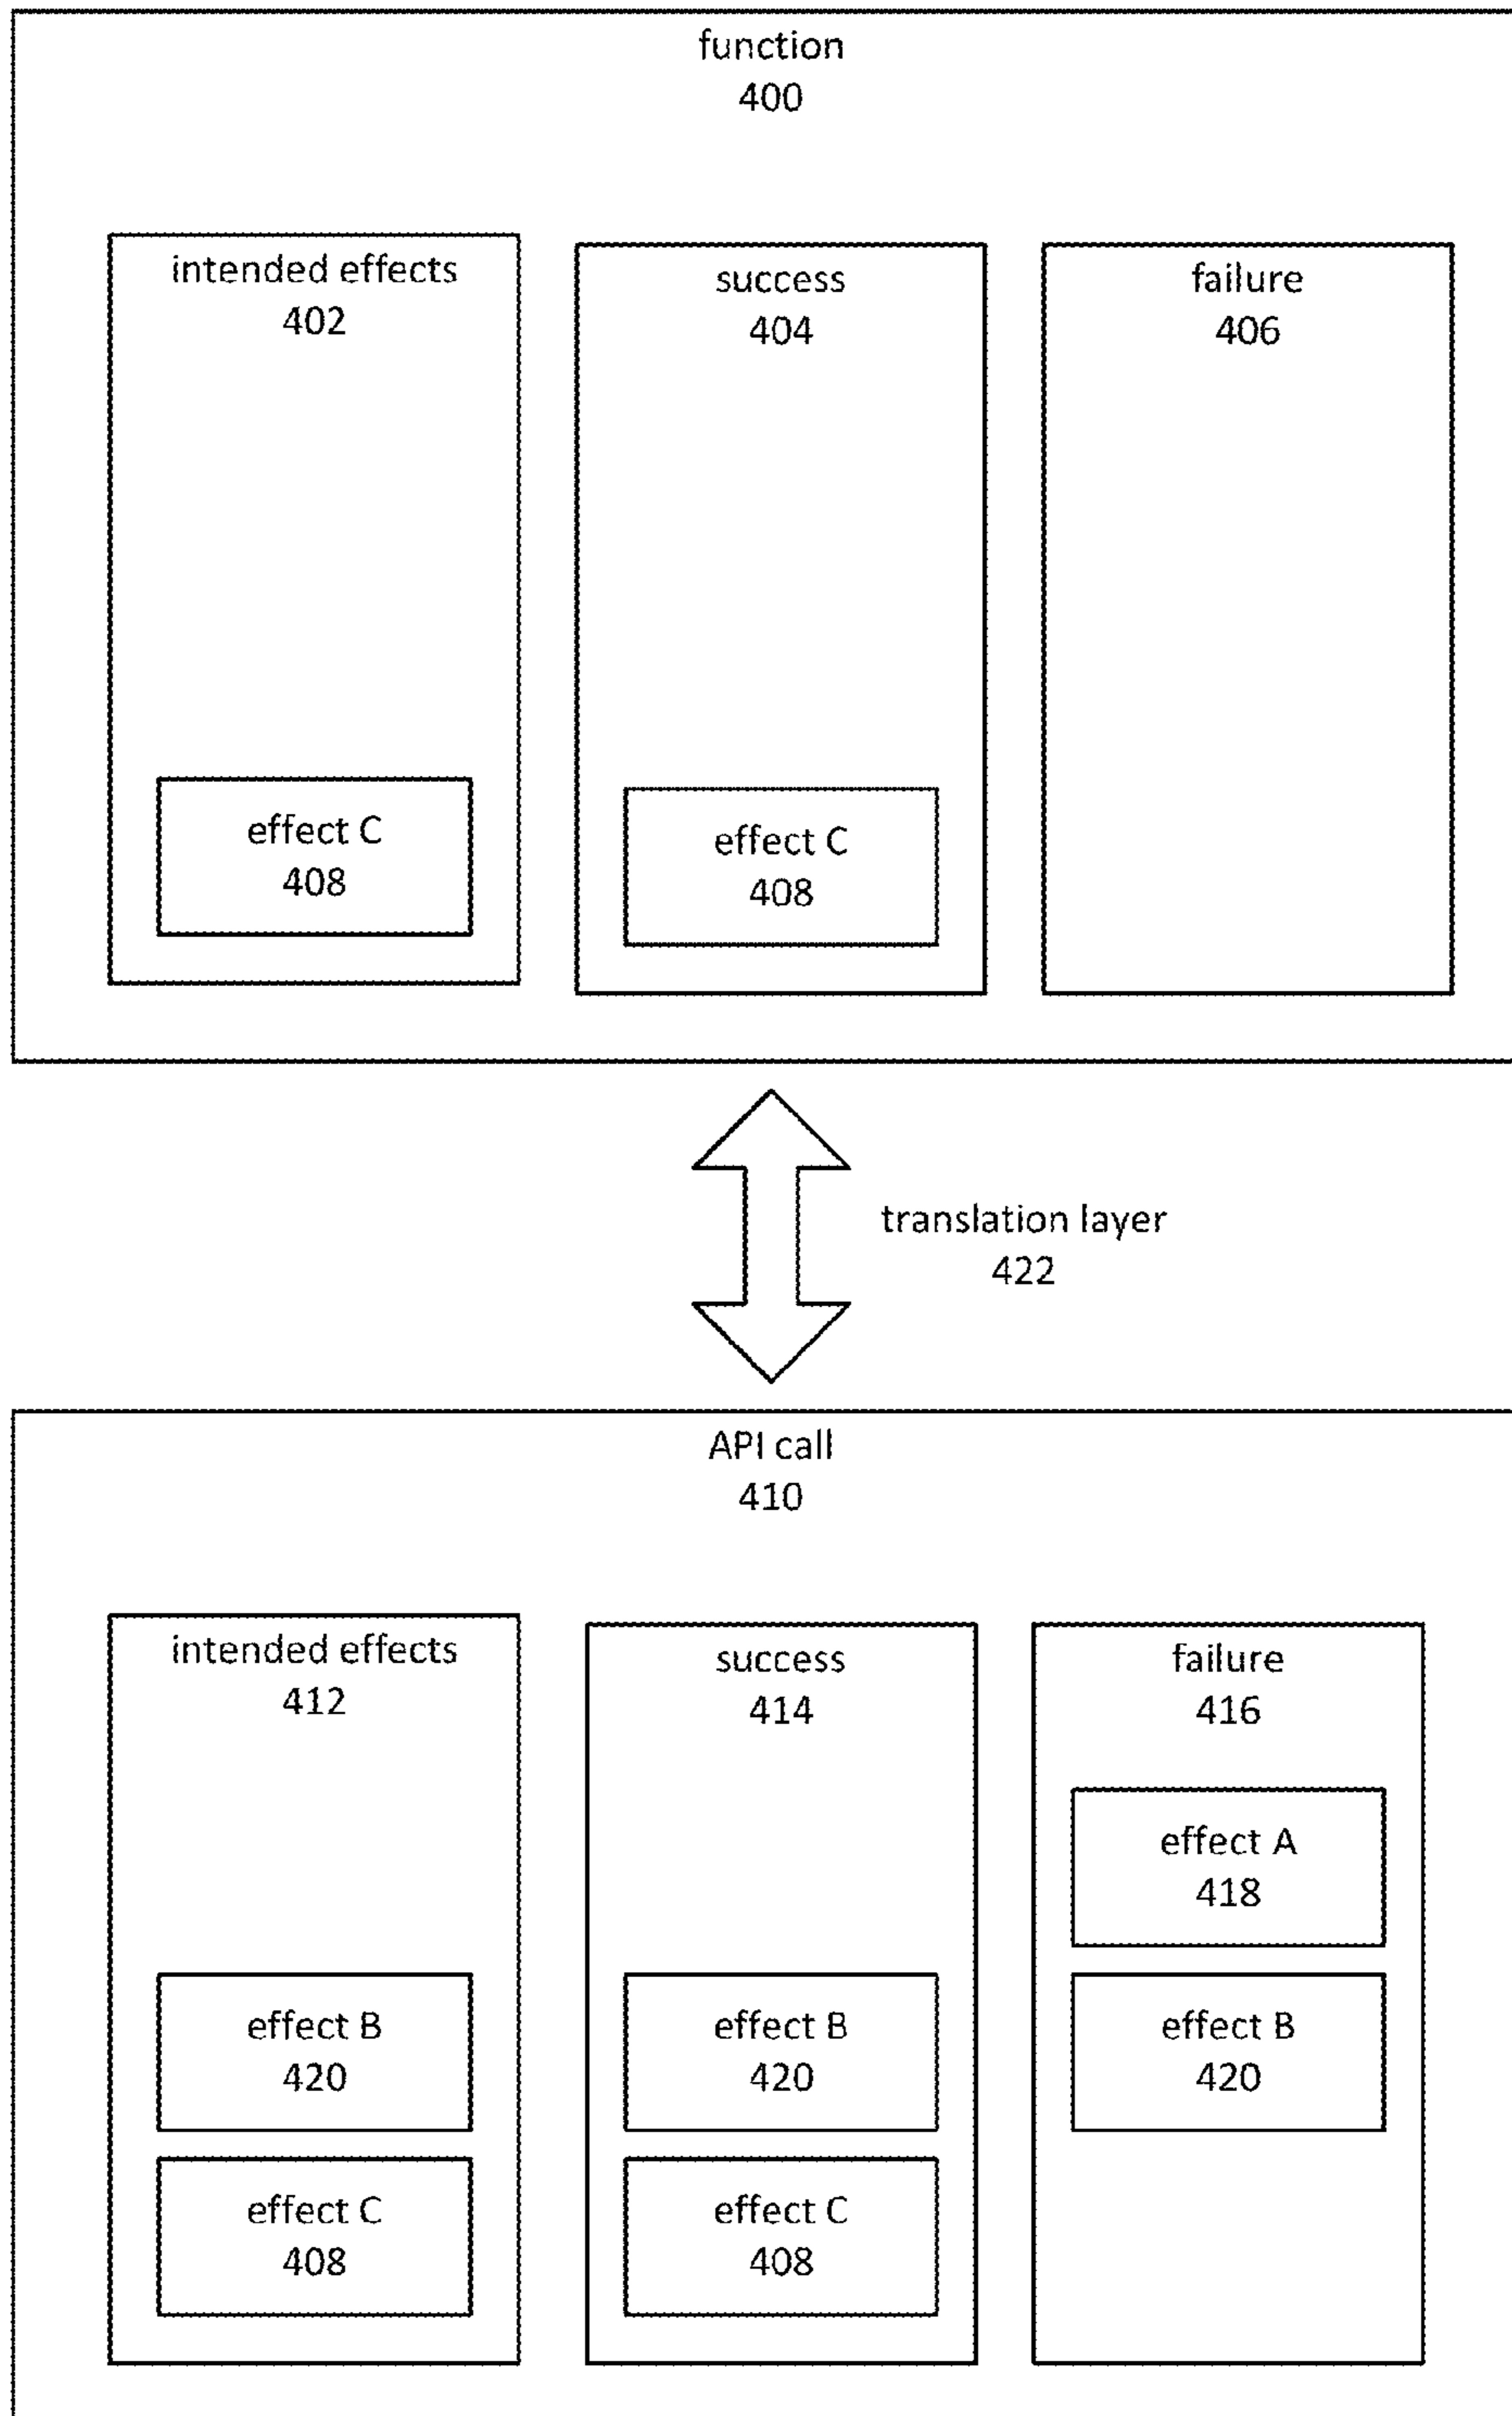 function
400
intended effects
402
success
404
failure
406
effect C
408
effect C
408
translation layer
422
API call
410
intended effects
412
success
414
failure
416
effect A
418
effect B
420
effect B
420
effect B
420
effect C
408
effect C
408